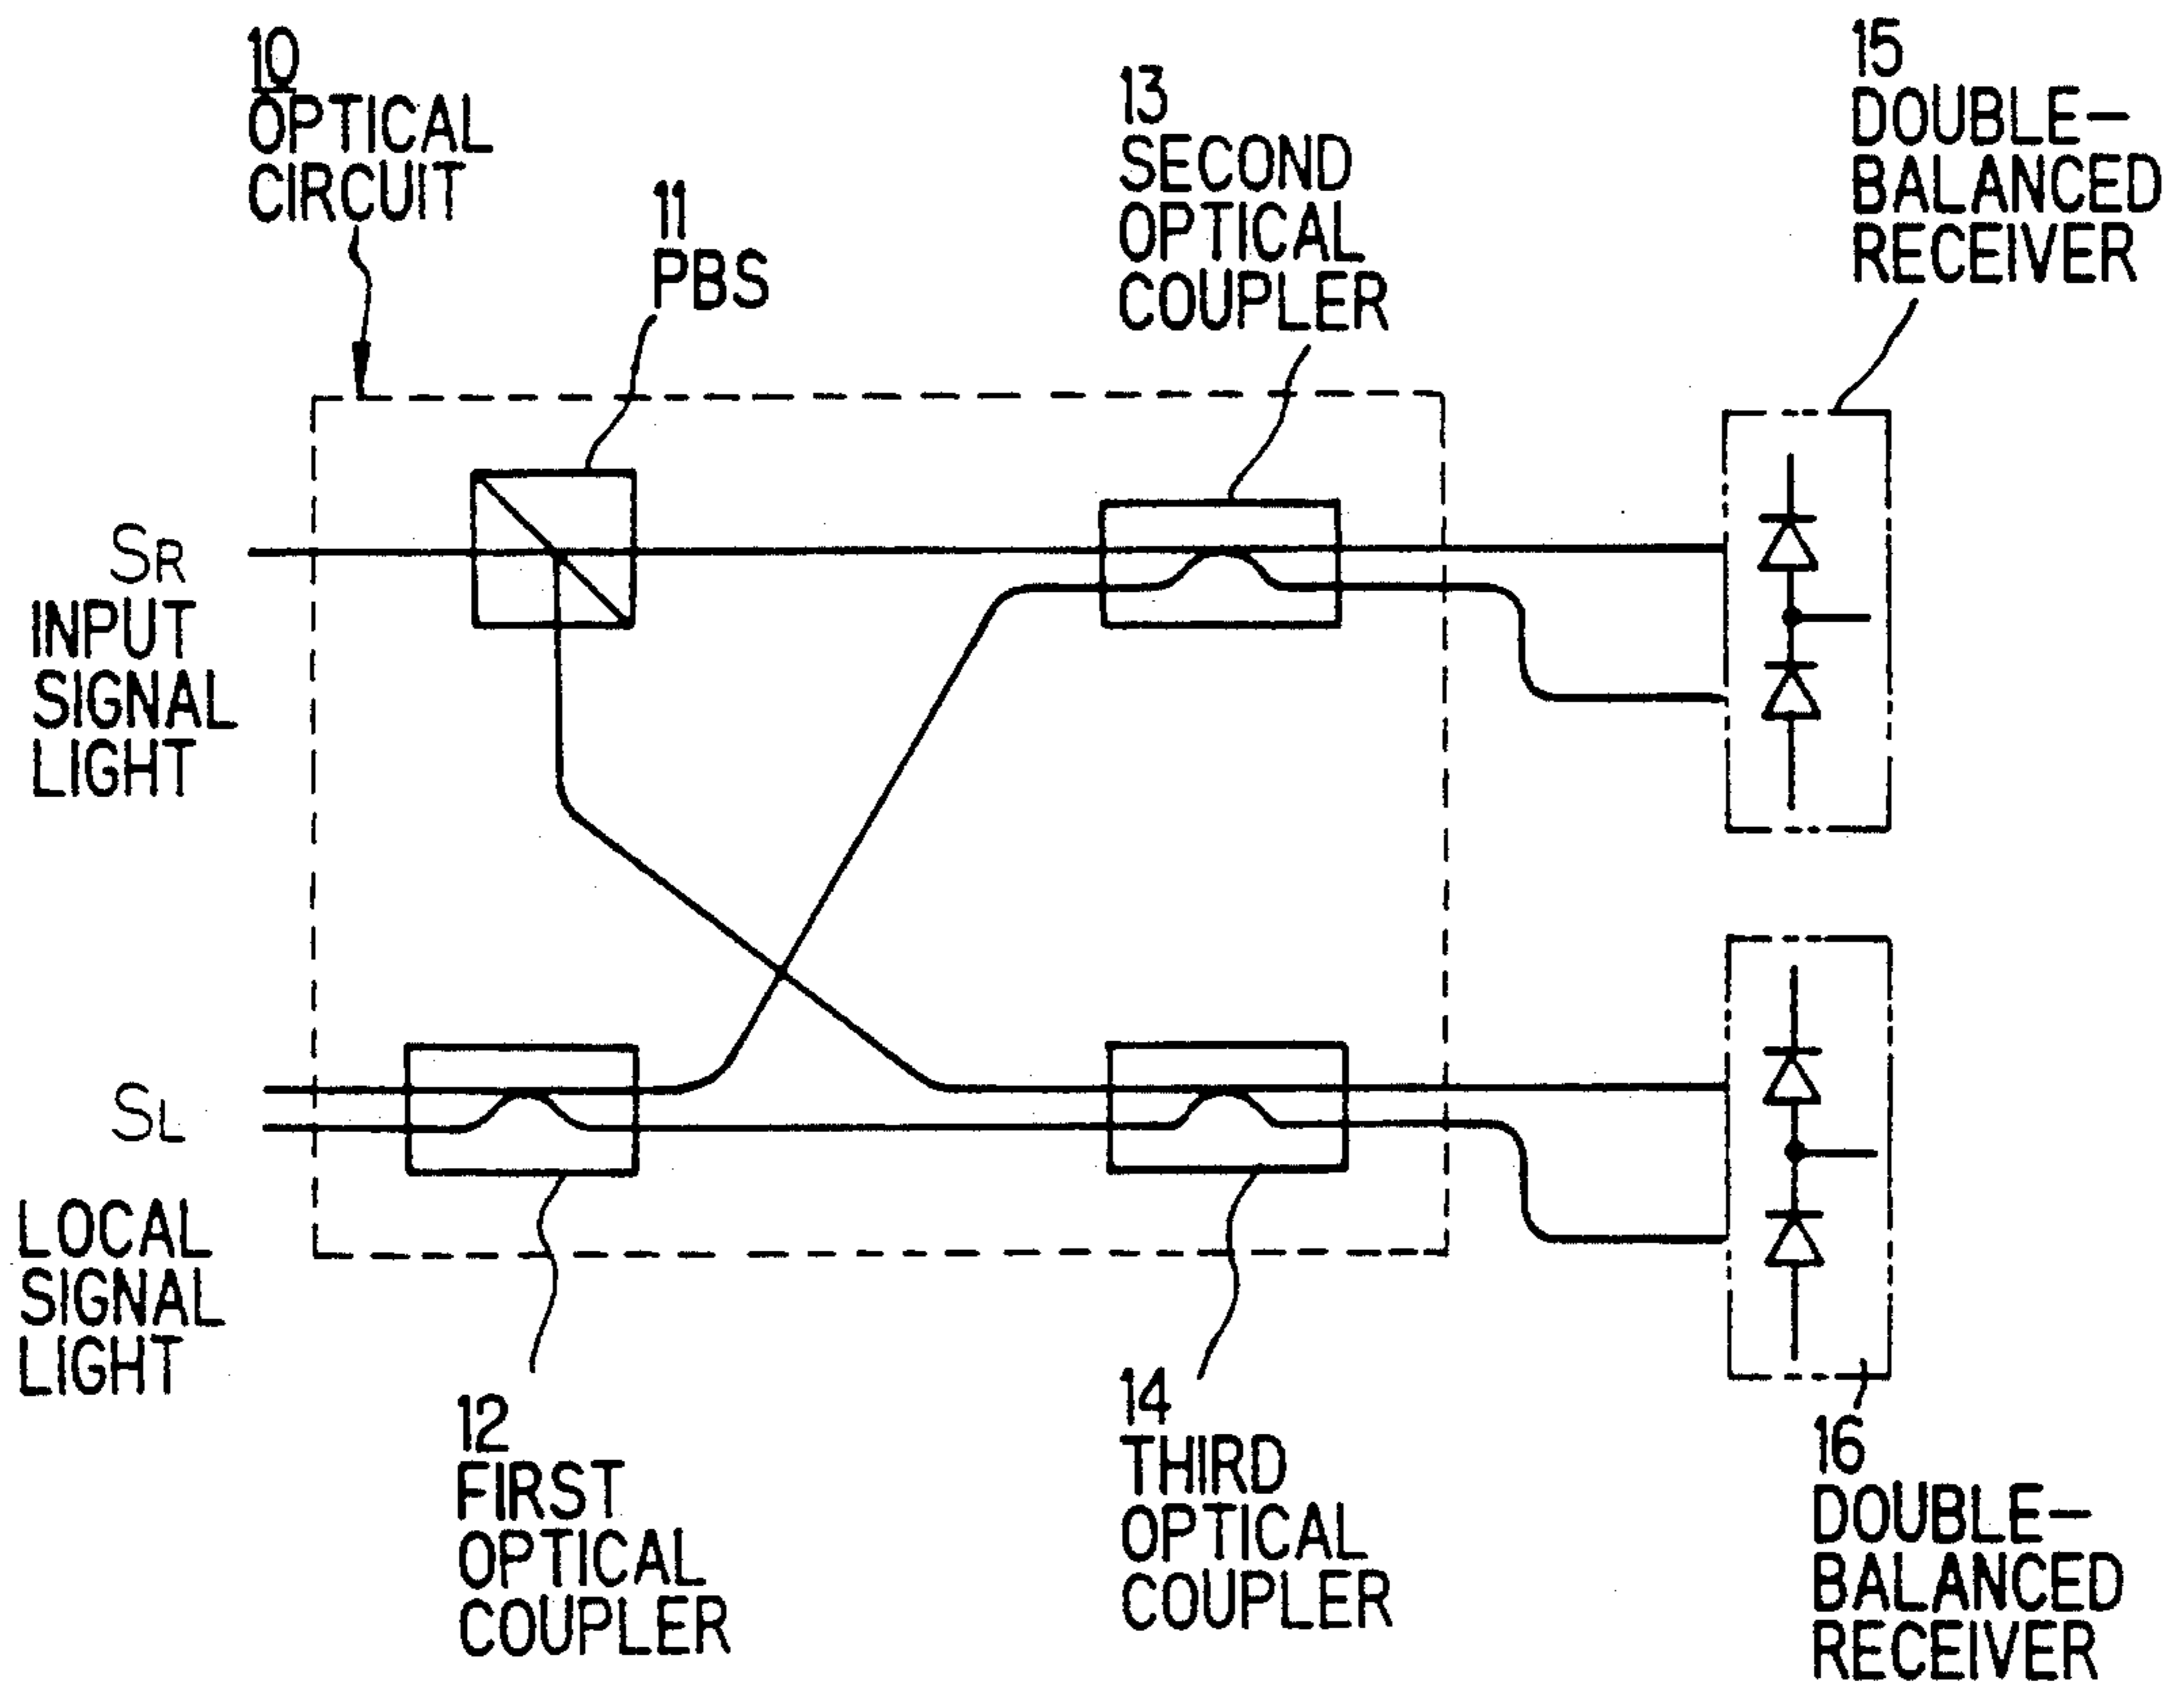 10
OPTICAL
CIRCUIT
11
PBS
13
SECOND
OPTICAL
COUPLER
15
DOUBLE-
BALANCED
RECEIVER
SR
INPUT
SIGNAL
LIGHT
SL
LOCAL
SIGNAL
LIGHT
12
FIRST
OPTICAL
COUPLER
14
THIRD
OPTICAL
COUPLER
16
DOUBLE-
BALANCED
RECEIVER